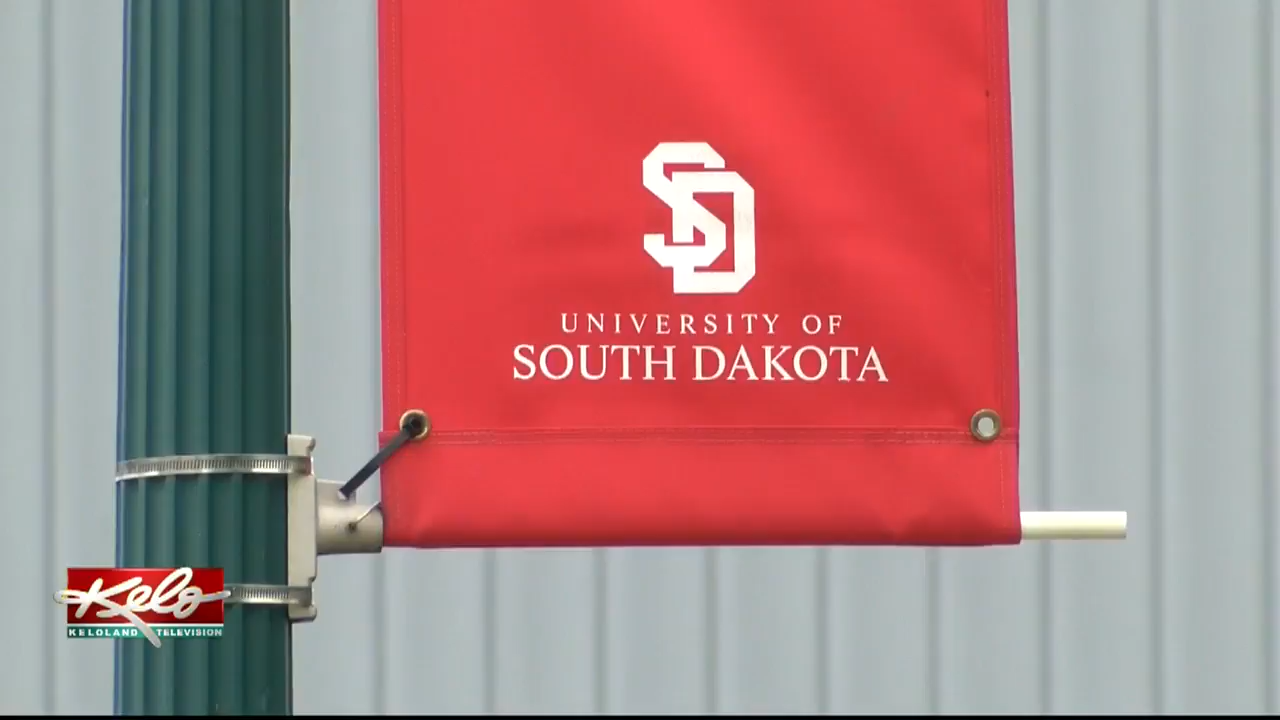 SD
UNIVERSITY OF
SOUTH DAKOTA
Kelo
KELOLAND TELEVISION